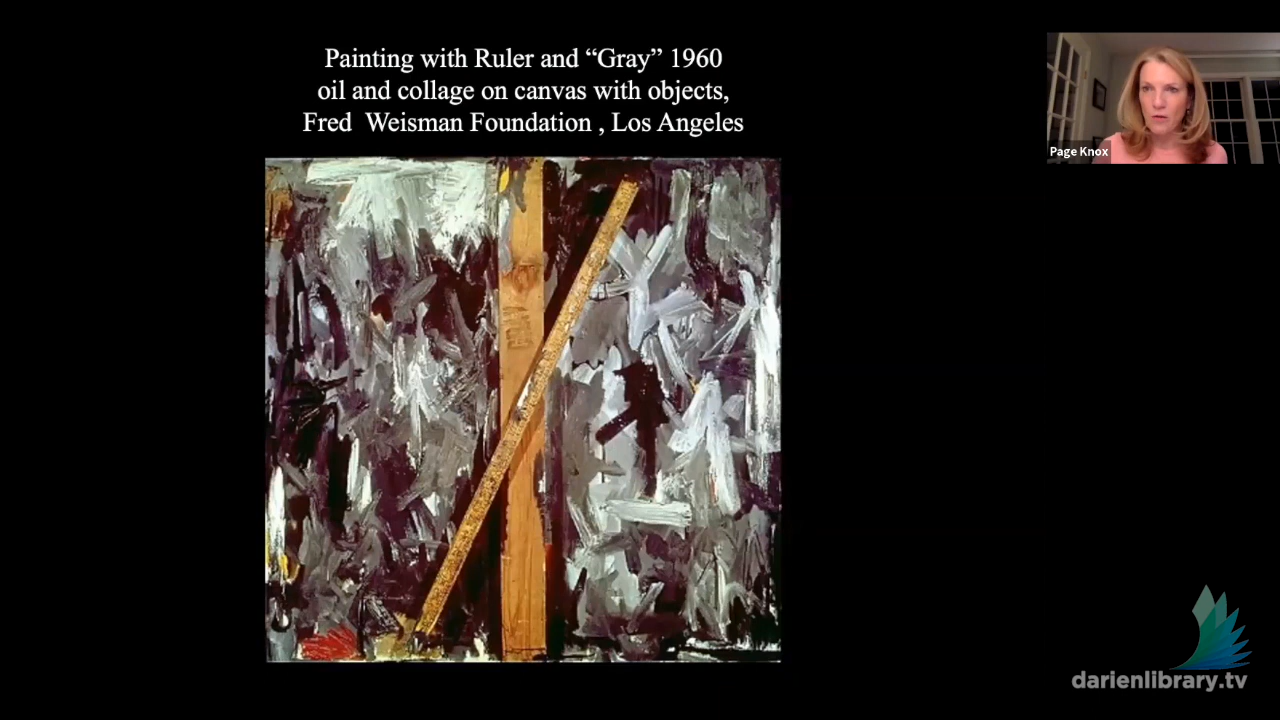 Painting with Ruler and “Gray” 1960
oil and collage on canvas with objects,
Fred Weisman Foundation , Los Angeles
Page Knox
darienlibrary.tv